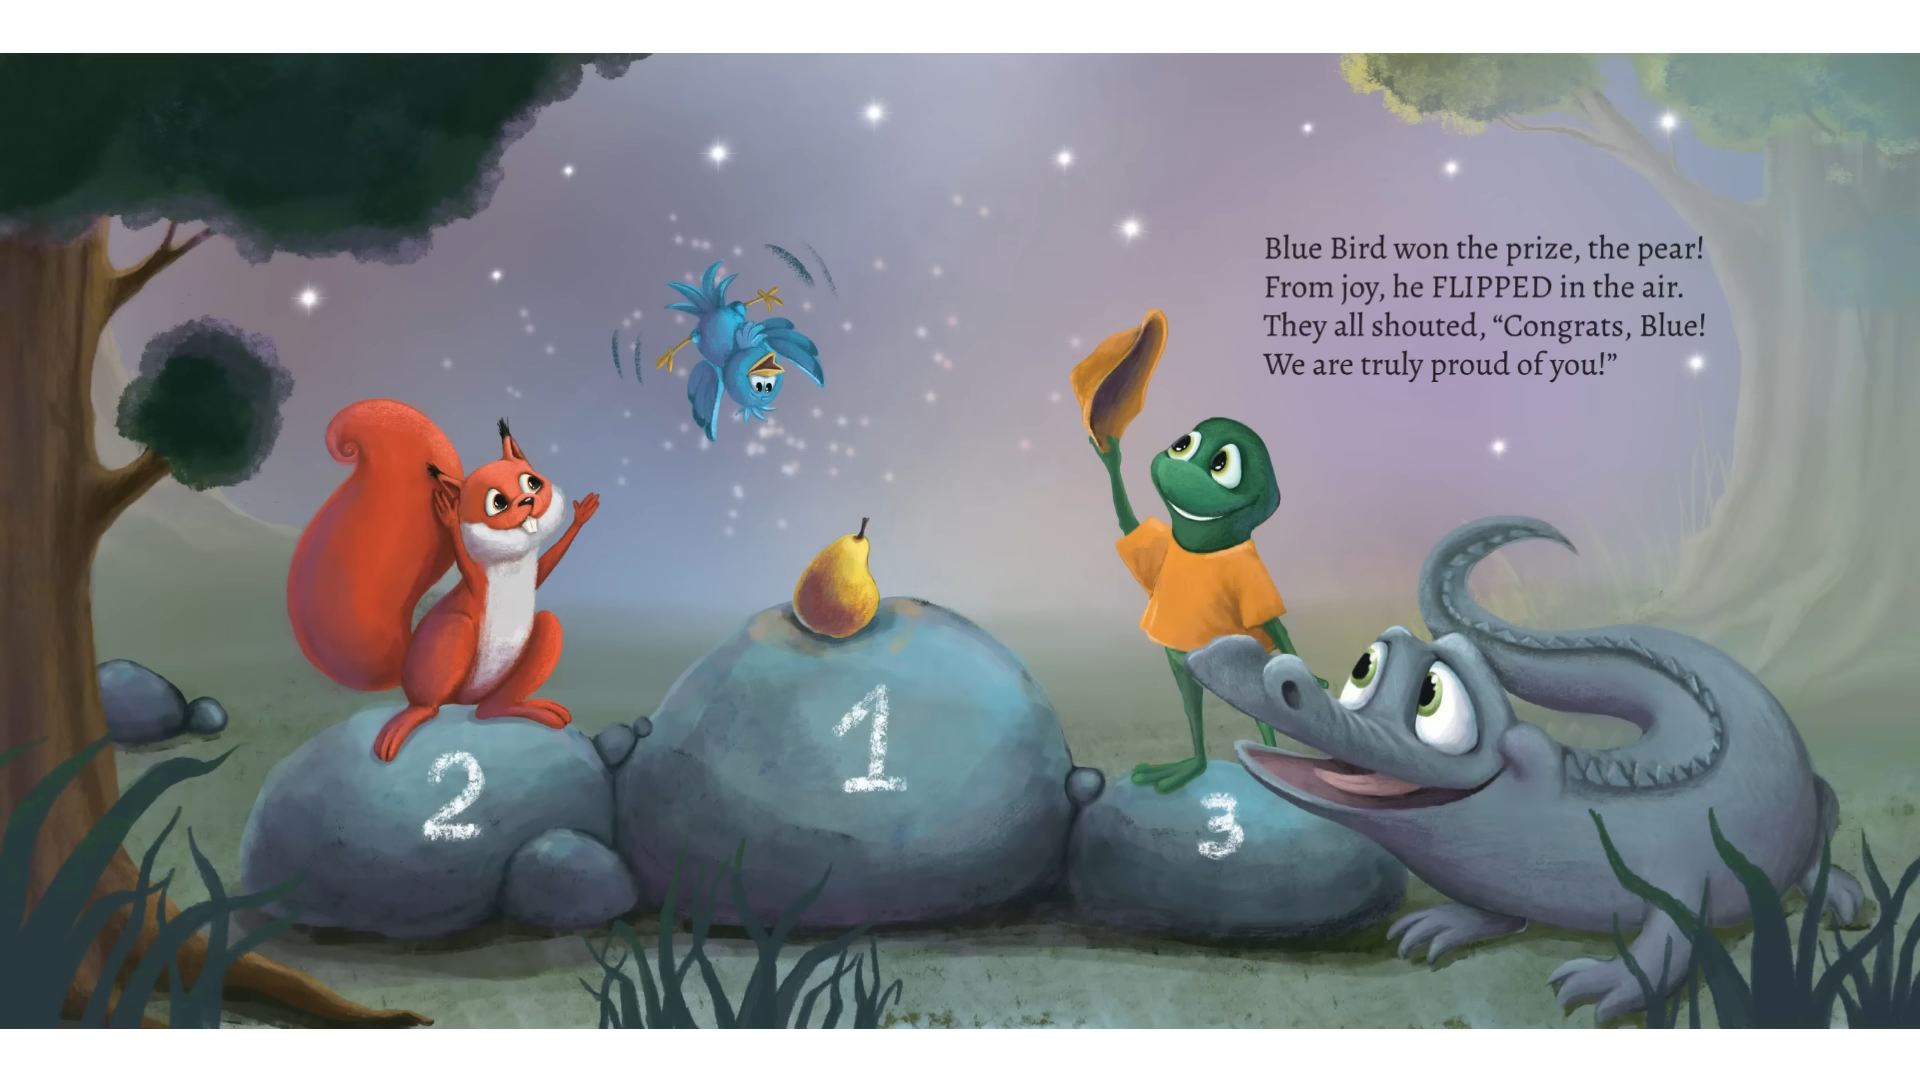 Blue Bird won the prize, the pear!
From joy, he FLIPPED in the air.
They all shouted, “Congrats, Blue!
We are truly proud of you!”
1
2
3